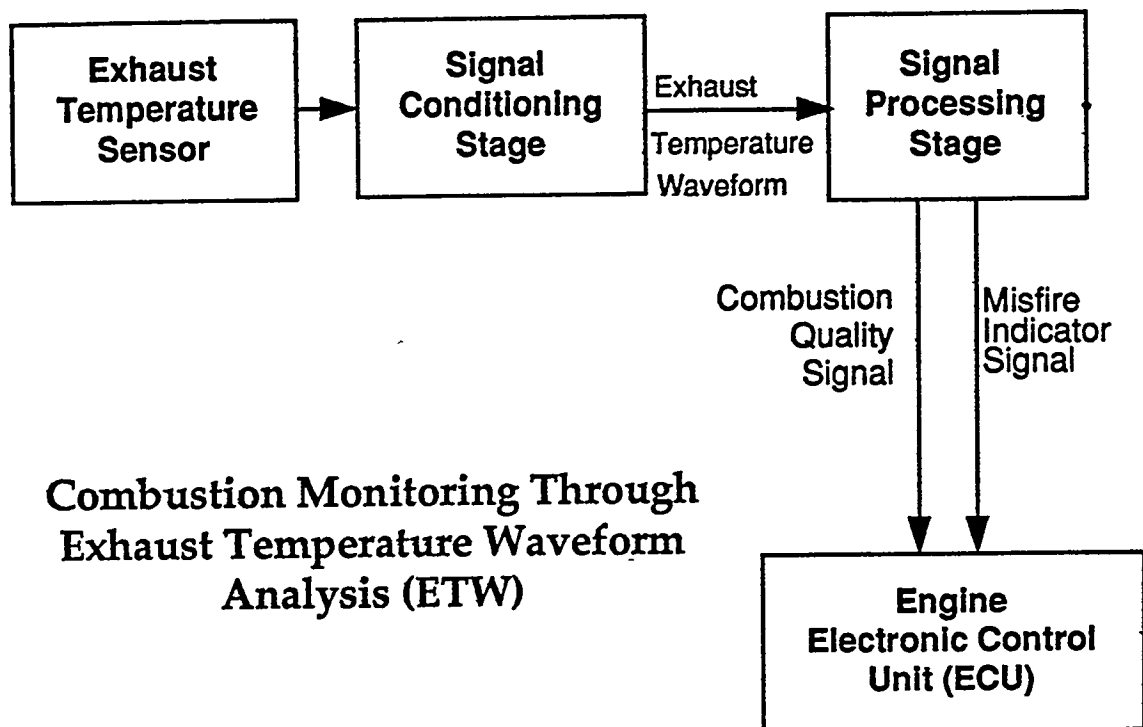 Exhaust
Temperature
Sensor
Signal
Conditioning
Stage
Exhaust
Temperature
Waveform
Signal
Processing
Stage
Combustion
Quality
Signal
Misfire
Indicator
Signal
Combustion Monitoring Through
Exhaust Temperature Waveform
Analysis (ETW)
Engine
Electronic Control
Unit (ECU)